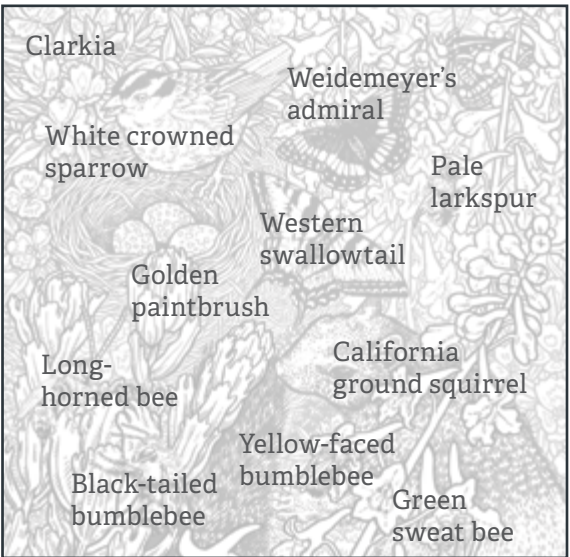 Clarkia
Weidemeyer's
admiral
White crowned
sparrow
Pale
larkspur
Western
swallowtail
Golden
paintbrush
California
ground squirrel
Long-
horned bee
Yellow-faced
bumblebee
Black-tailed
bumblebee
Green
sweat bee